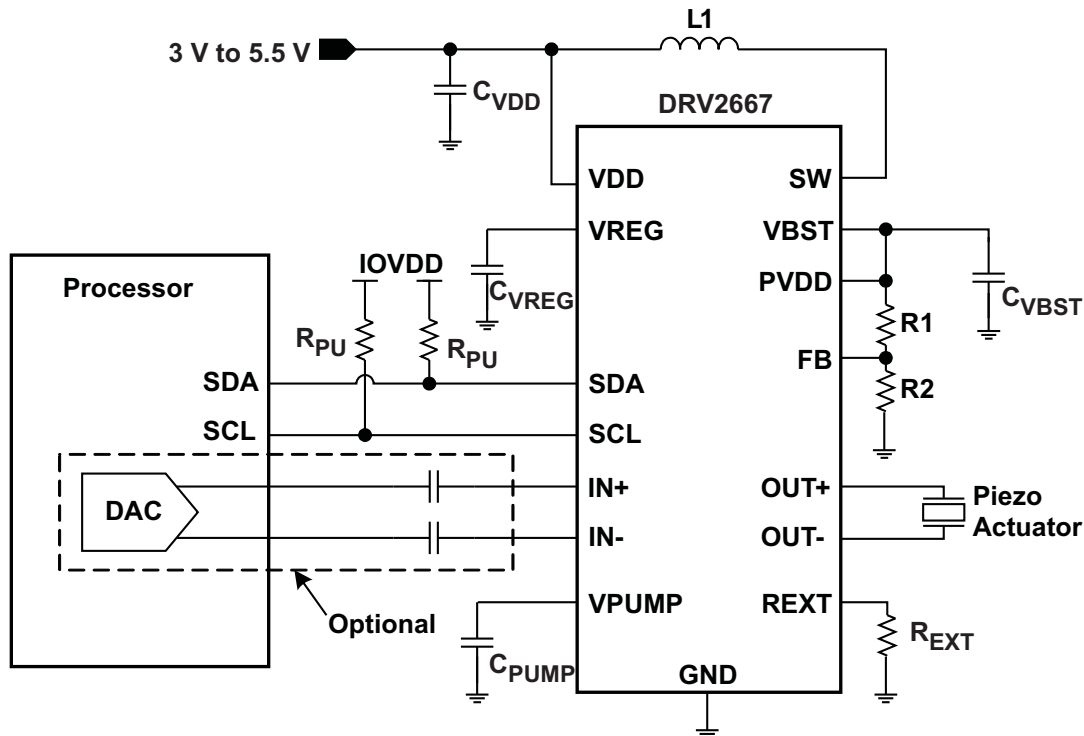 L1
3 V to 5.5 V
CVDD
DRV2667
VDD
SW
VREG
VBST
IOVDD
CVREG
PVDD
CVBST
Processor
RPU
RPU
R1
FB
SDA
SDA
R2
SCL
SCL
DAC
IN+
OUT+
Piezo
Actuator
IN-
OUT-
VPUMP
REXT
Optional
REXT
CPUMP
GND